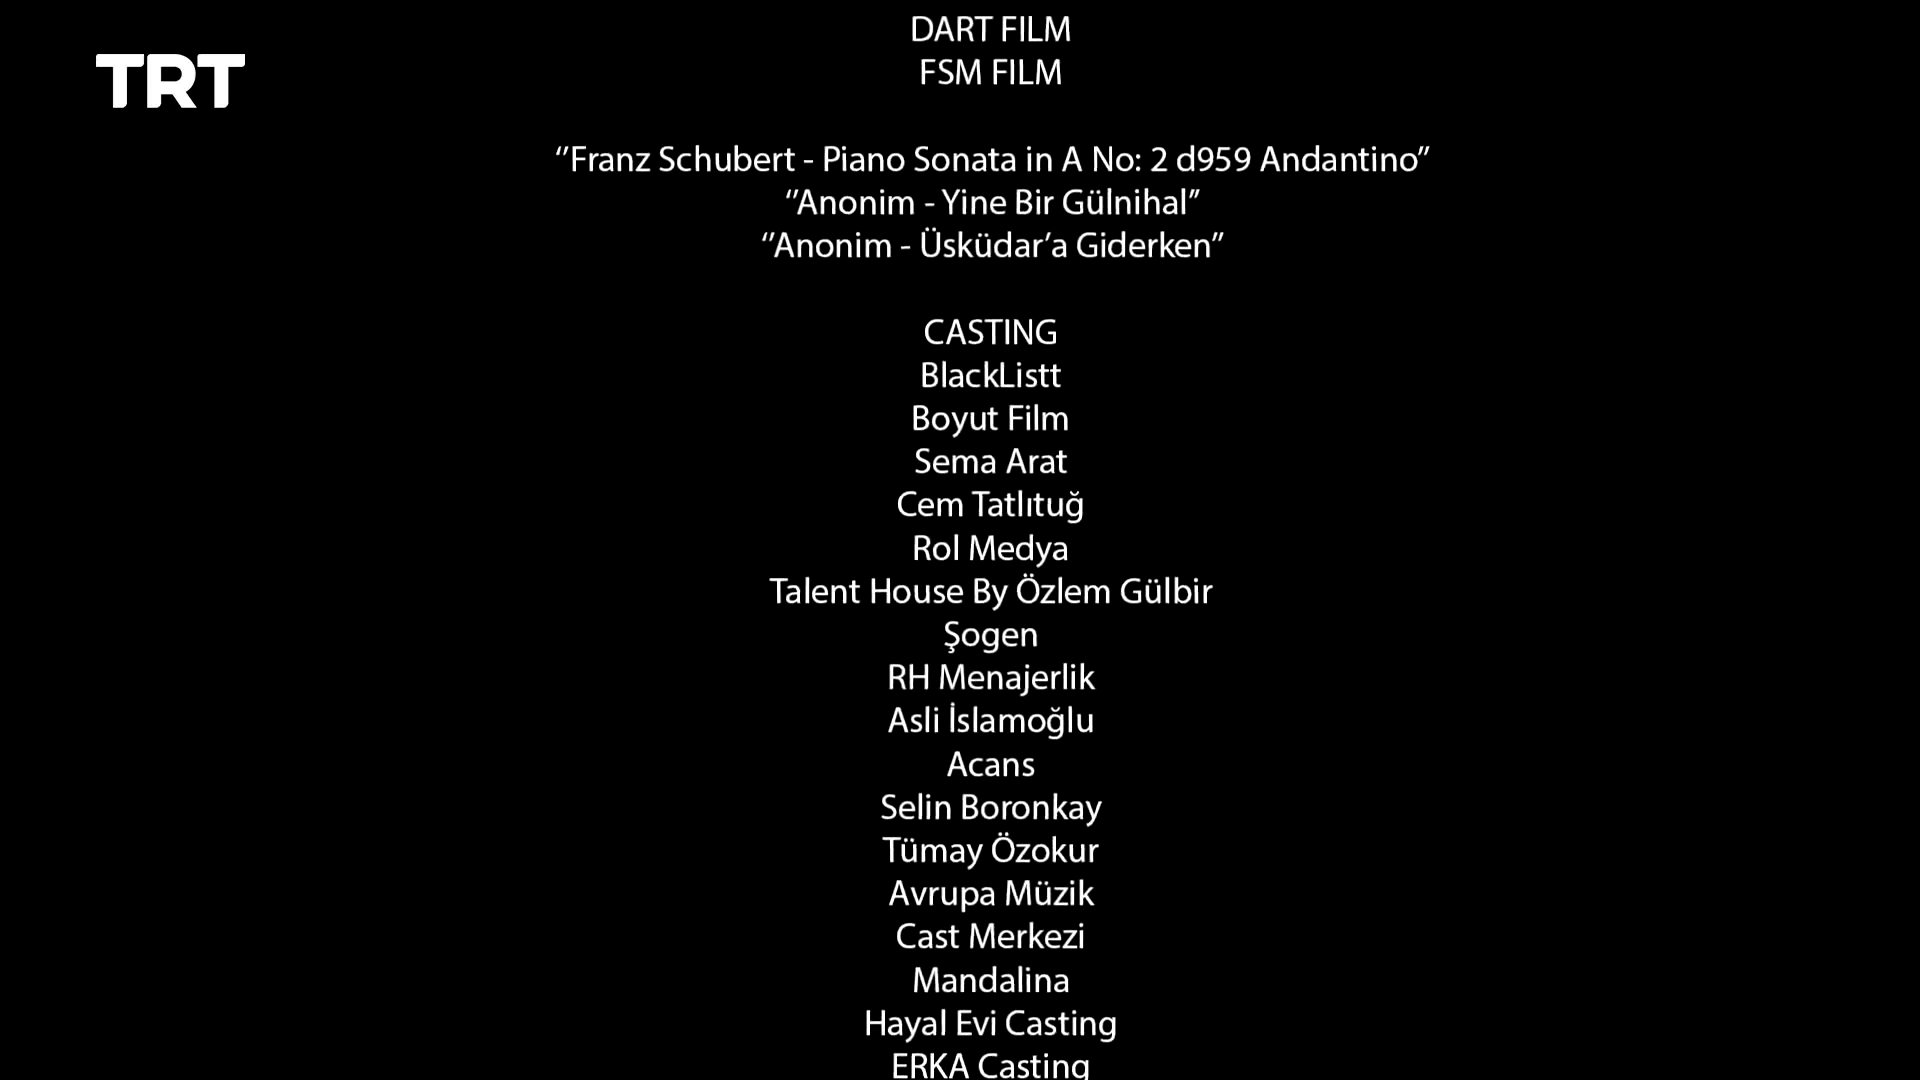 TRT
DART FILM
FSM FILM
‘’Franz Schubert - Piano Sonata in A No: 2 d959 Andantino’’
‘’Anonim - Yine Bir Gülnihal’’
‘’Anonim - Üsküdar’a Giderken’’
CASTING
BlackListt
Boyut Film
Sema Arat
Cem Tatlıtuğ
Rol Medya
Talent House By Özlem Gülbir
Şogen
RH Menajerlik
Asli İslamoğlu
Acans
Selin Boronkay
Tümay Özokur
Avrupa Müzik
Cast Merkezi
Mandalina
Hayal Evi Casting
ERKA Casting